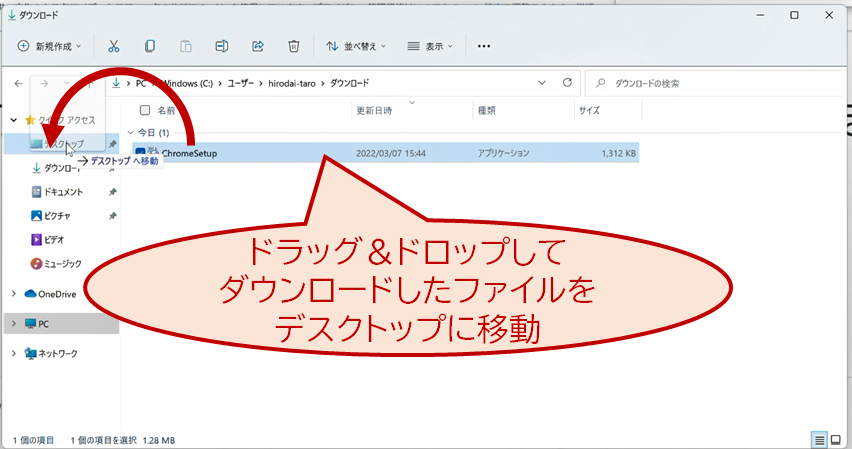 ダウンロード
新規作成
並べ替え
表示
PC
Windows (C:)
ユーザー
hirodai-taro
ダウンロード
ダウンロードの検索
クイック アクセス
デスクトップ
デスクトップ へ移動
ダウンロード
ドキュメント
ピクチャ
ビデオ
ミュージック
OneDrive
PC
ネットワーク
名前
更新日時
種類
サイズ
今日 (1)
ChromeSetup
2022/03/07 15:44
アプリケーション
1,312 KB
ドラッグ&ドロップして
ダウンロードしたファイルを
デスクトップに移動
1 個の項目
1 個の項目を選択 1.28 MB